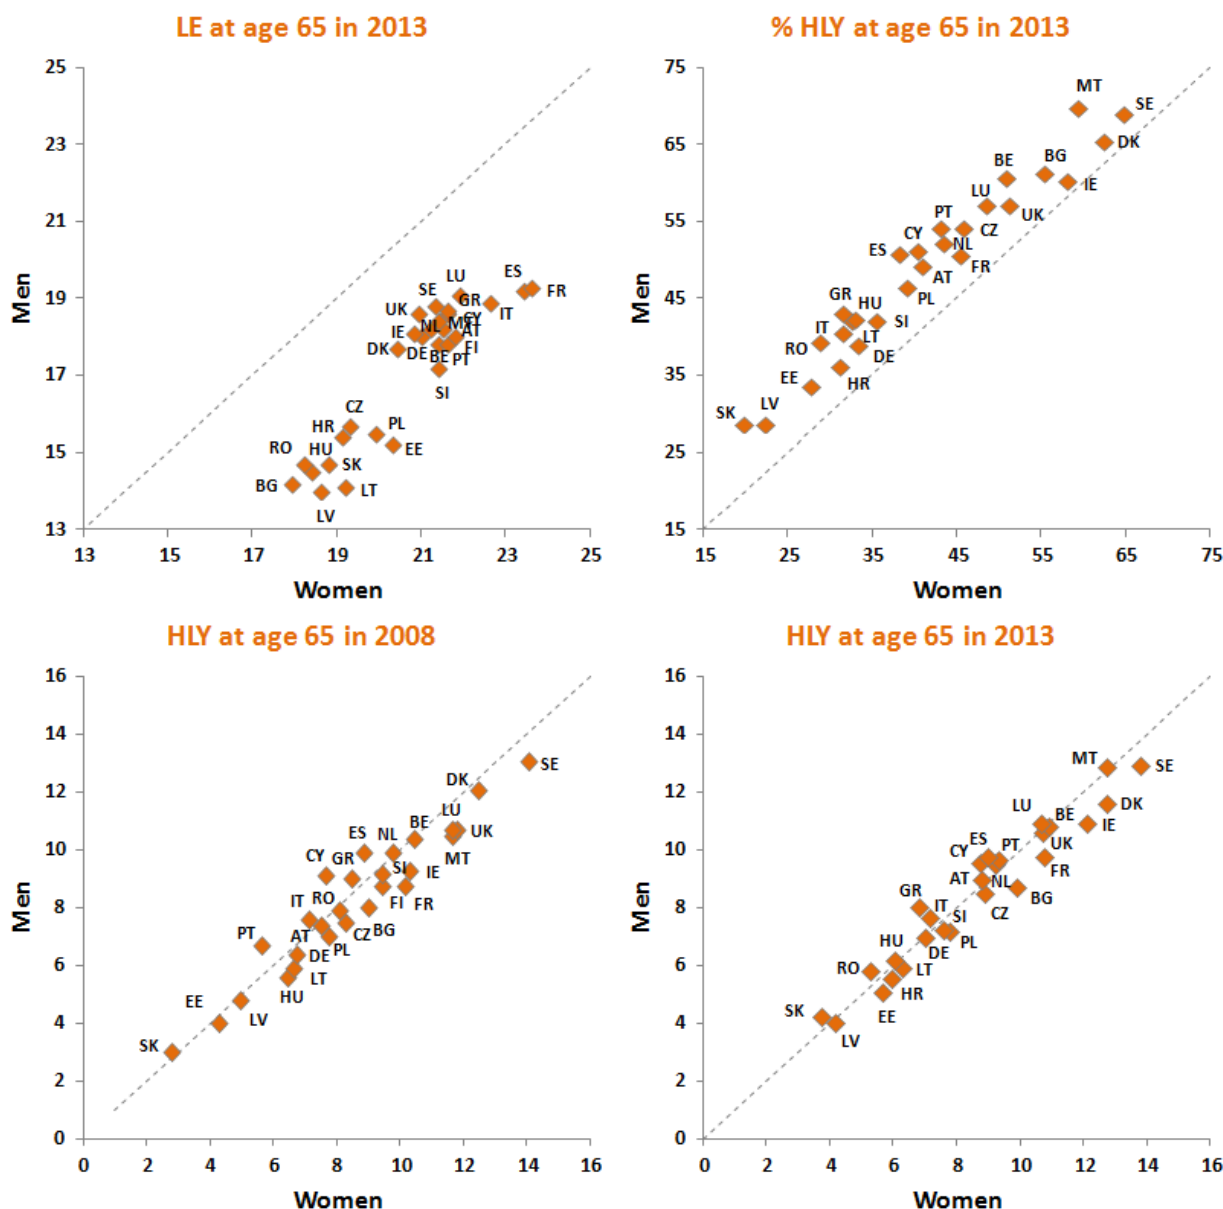 LE at age 65 in 2013
Men
25
23
21
19
17
15
13
ES
FR
LU
SE
GR
IT
UK
CY
IE
NL
M
AT
DK
DE
BE
FI
PT
SI
CZ
HR
PL
RO
HU
EE
SK
BG
LT
LV
13 15 17 19 21 23 25
Women
% HLY at age 65 in 2013
Men
75
65
55
45
35
25
15
MT
SE
DK
BE
BG
IE
LU
PT
UK
CY
CZ
ES
NL
FR
AT
PL
GR
HU
SI
IT
LT
RO
DE
EE
HR
SK
LV
15 25 35 45 55 65 75
Women
HLY at age 65 in 2008
Men
16
14
12
10
8
6
4
2
0
SE
DK
LU
BE
UK
ES
NL
MT
CY
GR
SI
IE
IT
RO
FI
FR
PT
AT
CZ
BG
PL
DE
LT
HU
EE
LV
SK
0 2 4 6 8 10 12 14 16
Women
HLY at age 65 in 2013
Men
16
14
12
10
8
6
4
2
0
MT
SE
LU
BE
DK
IE
ES
PT
UK
CY
FR
AT
NL
GR
IT
BG
SI
CZ
HU
PL
DE
RO
LT
HR
SK
EE
LV
0 2 4 6 8 10 12 14 16
Women